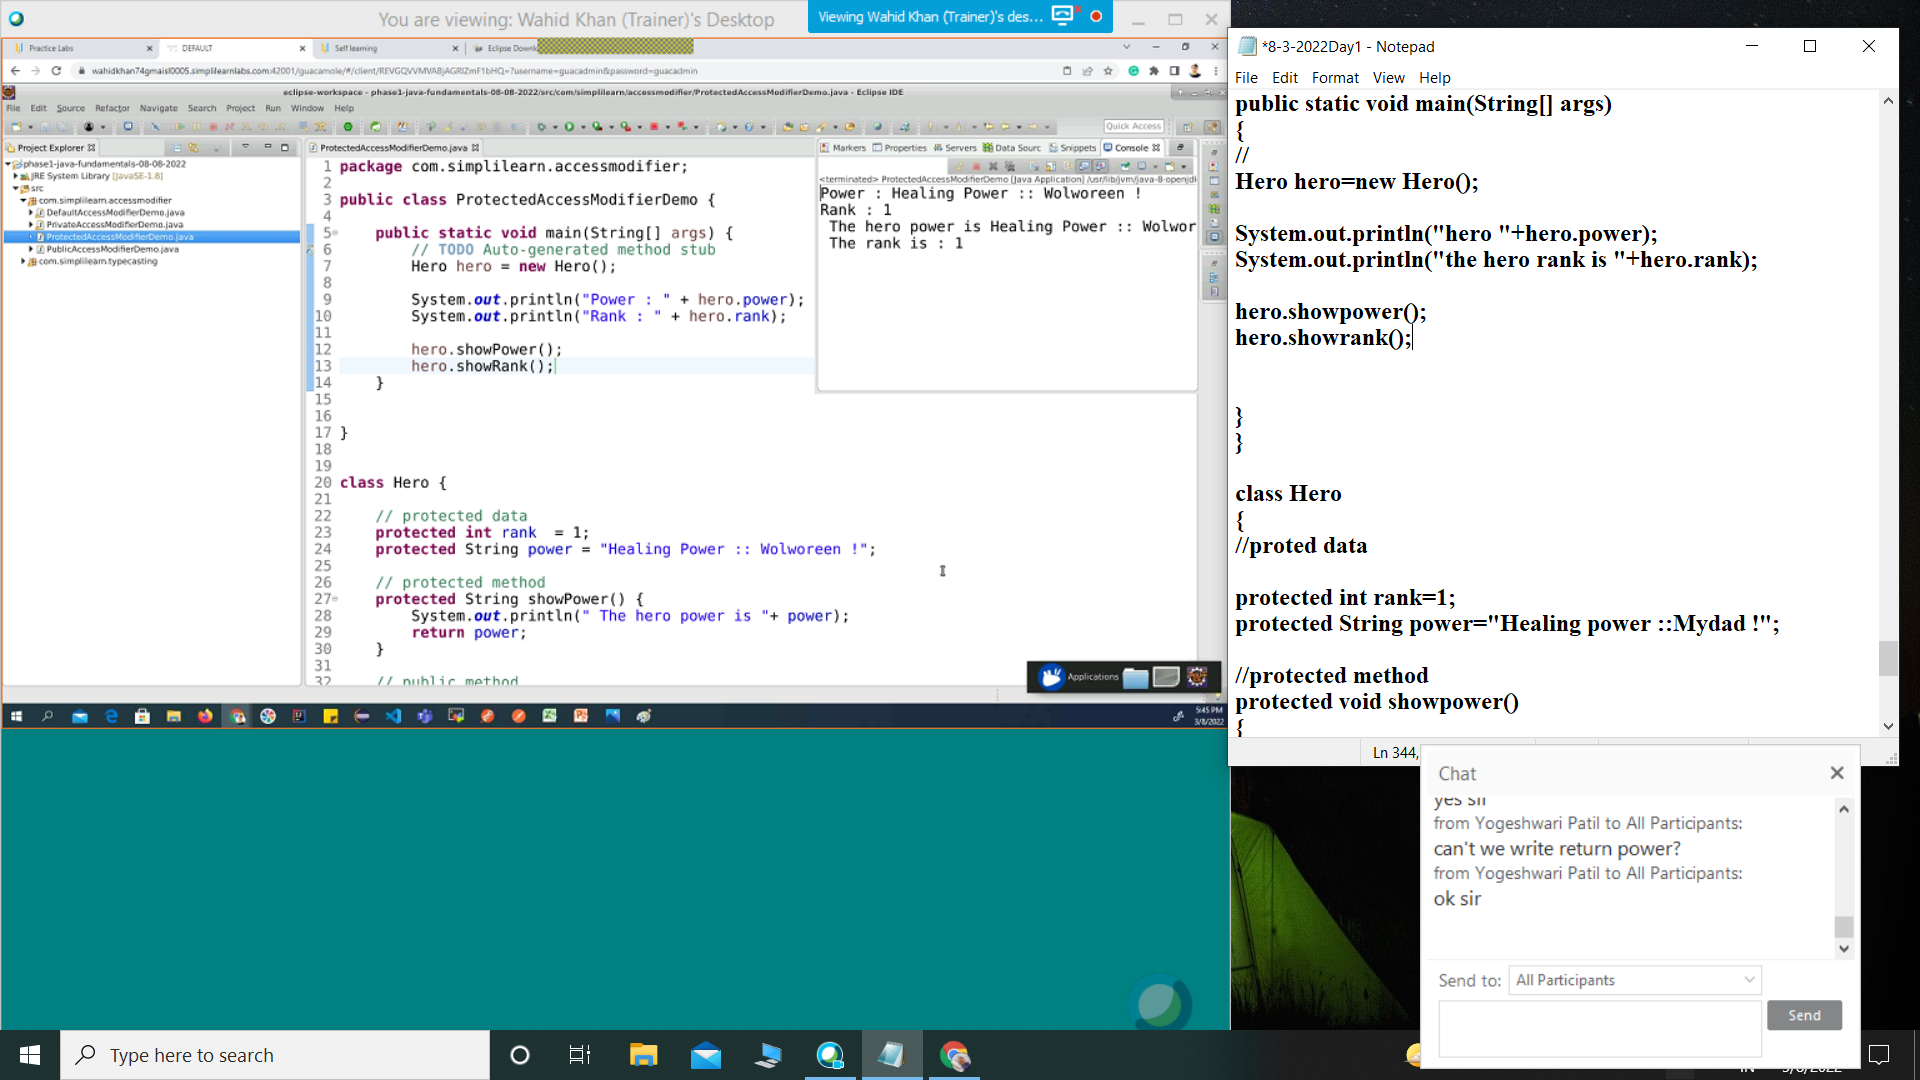 You are viewing: Wahid Khan (Trainer)'s Desktop
Viewing Wahid Khan (Trainer)'s des...
Practice Labs
DEFAULT
Self learning
Eclipse Downl
wahidkhan74gmaisl0005.simplilearnlabs.com:42001/guacamole/#/client/REVGQVVMVABjAGRlZmF1bHQ=?username=guacadmin&password=guacadmin
eclipse-workspace - phase1-java-fundamentals-08-08-2022/src/com/simplilearn/accessmodifier/ProtectedAccessModifierDemo.java - Eclipse IDE
File Edit Source Refactor Navigate Search Project Run Window Help
Quick Access
Project Explorer
phase1-java-fundamentals-08-08-2022
JRE System Library [JavaSE-1.8]
src
com.simplilearn.accessmodifier
DefaultAccessModifierDemo.java
PrivateAccessModifierDemo.java
ProtectedAccessModifierDemo.java
PublicAccessModifierDemo.java
com.simplilearn.typecasting
ProtectedAccessModifierDemo.java
1 package com.simplilearn.accessmodifier;
2
3 public class ProtectedAccessModifierDemo {
4
5 public static void main(String[] args) {
6 // TODO Auto-generated method stub
7 Hero hero = new Hero();
8
9 System.out.println("Power : " + hero.power);
10 System.out.println("Rank : " + hero.rank);
11
12 hero.showPower();
13 hero.showRank();
14 }
15
16
17 }
18
19
20 class Hero {
21
22 // protected data
23 protected int rank = 1;
24 protected String power = "Healing Power :: Wolworeen !";
25
26 // protected method
27 protected String showPower() {
28 System.out.println(" The hero power is "+ power);
29 return power;
30 }
31
32 // public method
Markers Properties Servers Data Sourc Snippets Console
<terminated> ProtectedAccessModifierDemo [Java Application] /usr/lib/jvm/java-8-openjdk
Power : Healing Power :: Wolworeen !
Rank : 1
The hero power is Healing Power :: Wolwor
The rank is : 1
Applications
5:45 PM
3/8/2022
*8-3-2022Day1 - Notepad
File Edit Format View Help
public static void main(String[] args)
{
//
Hero hero=new Hero();
System.out.println("hero "+hero.power);
System.out.println("the hero rank is "+hero.rank);
hero.showpower();
hero.showrank();
}
}
class Hero
{
//proted data
protected int rank=1;
protected String power="Healing power ::Mydad !";
//protected method
protected void showpower()
{
Ln 344,
Chat
yes sir
from Yogeshwari Patil to All Participants:
can't we write return power?
from Yogeshwari Patil to All Participants:
ok sir
Send to: All Participants
Send
Type here to search